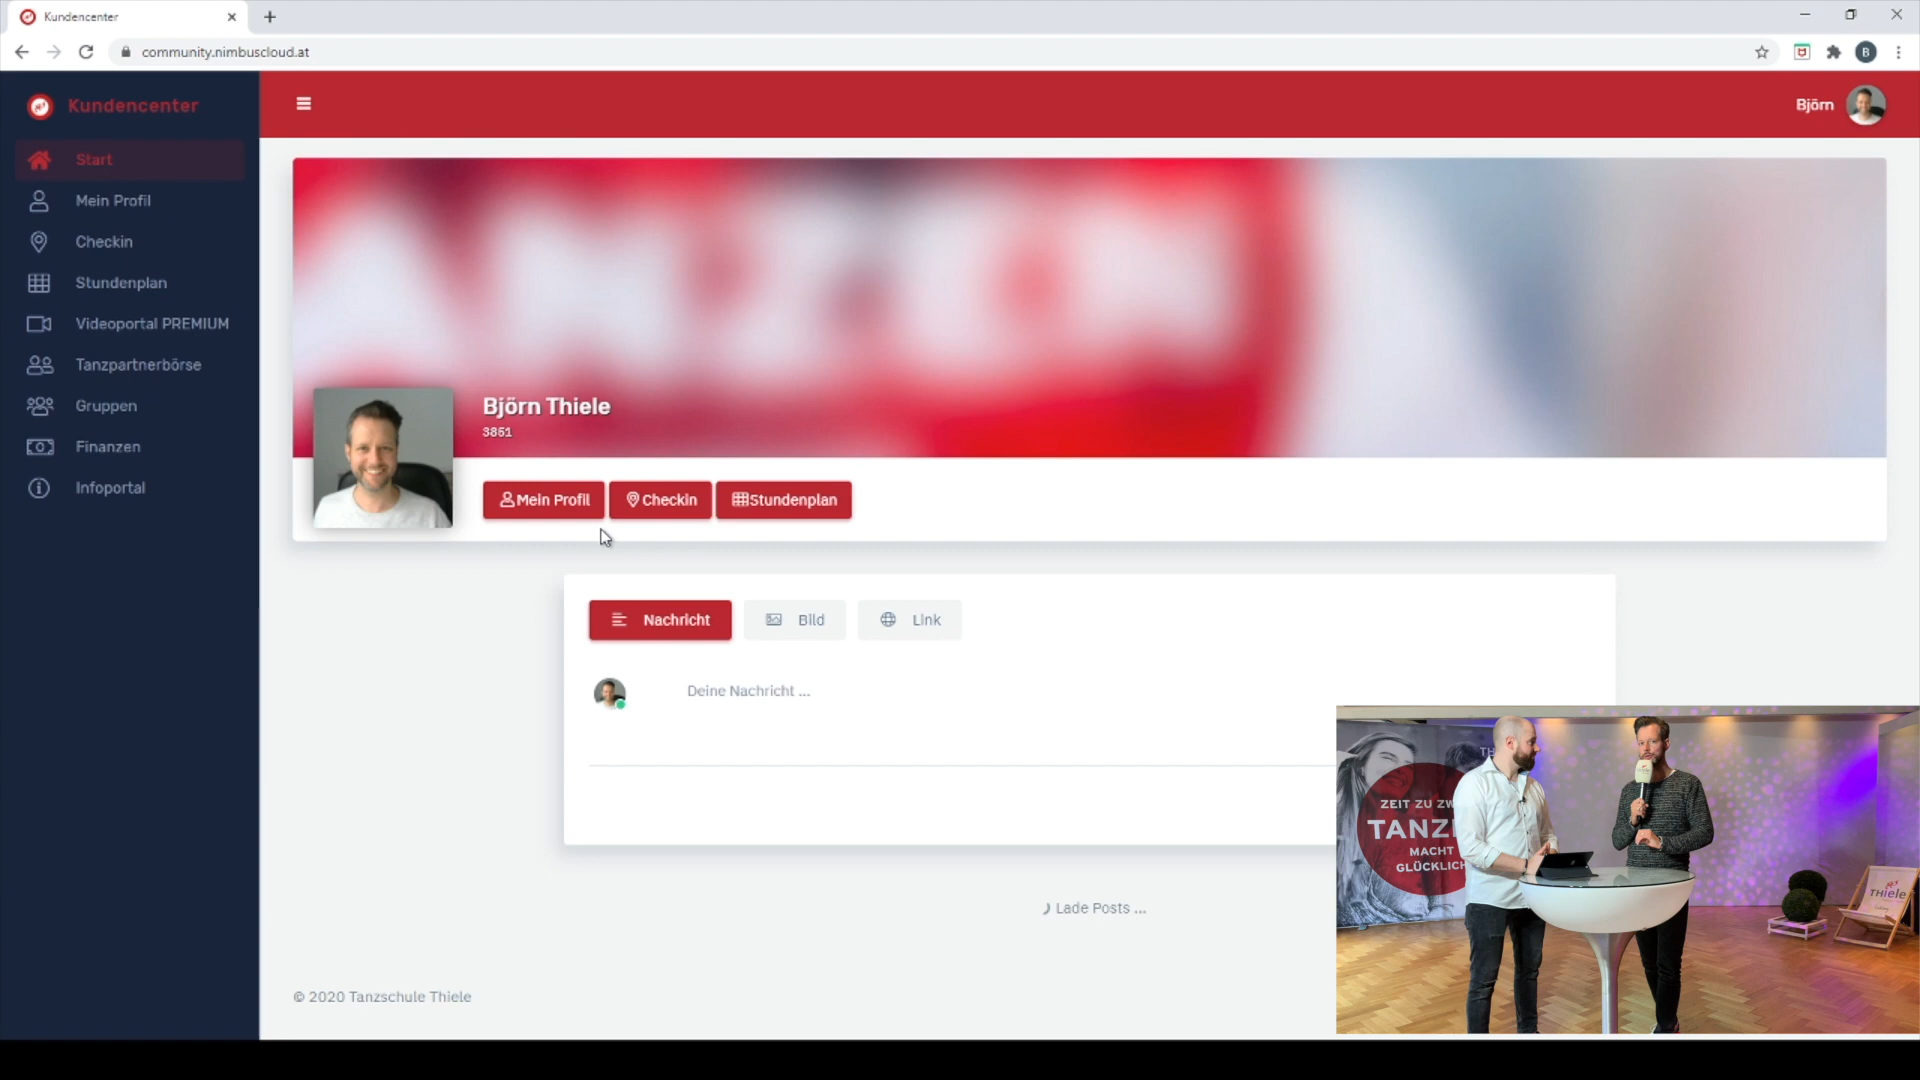 Kundencenter
community.nimbuscloud.at
B
Kundencenter
Björn
Start
Mein Profil
Checkin
Stundenplan
Videoportal PREMIUM
Tanzpartnerbörse
Gruppen
Finanzen
Infoportal
Björn Thiele
3851
Mein Profil
Checkin
Stundenplan
Nachricht
Bild
Link
Deine Nachricht ...
Lade Posts ...
© 2020 Tanzschule Thiele
TH
ZEIT ZU ZW
TANZ
MACHT
GLÜCKLICH
THiele